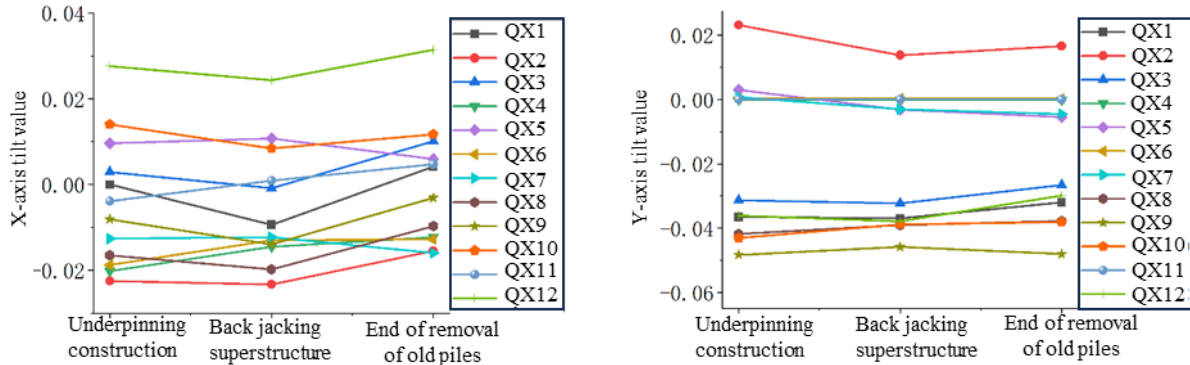 X-axis tilt value
0.04
0.02
0.00
−0.02
Underpinning
construction
Back jacking
superstructure
End of removal
of old piles
QX1
QX2
QX3
QX4
QX5
QX6
QX7
QX8
QX9
QX10
QX11
QX12
Y-axis tilt value
0.02
0.00
−0.02
−0.04
−0.06
Underpinning
construction
Back jacking
superstructure
End of removal
of old piles
QX1
QX2
QX3
QX4
QX5
QX6
QX7
QX8
QX9
QX10
QX11
QX12